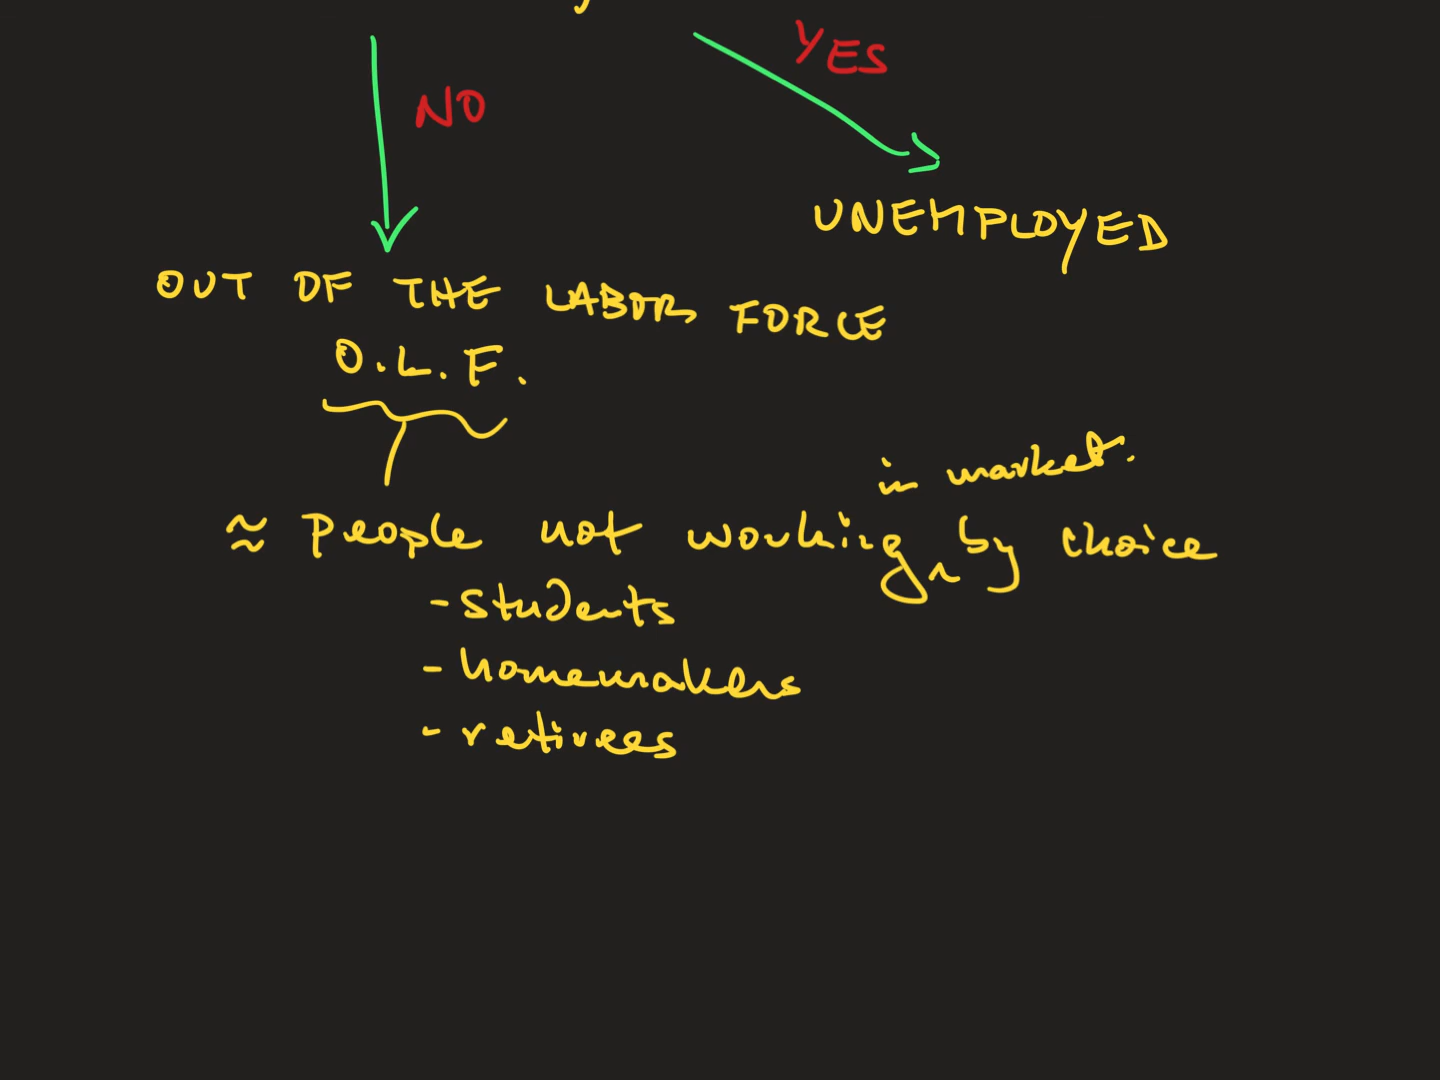 YES
NO
UNEMPLOYED
OUT OF THE LABOR FORCE
O.L.F.
in market.
≈ People not working ^ by choice
- students
- homemakers
- retirees